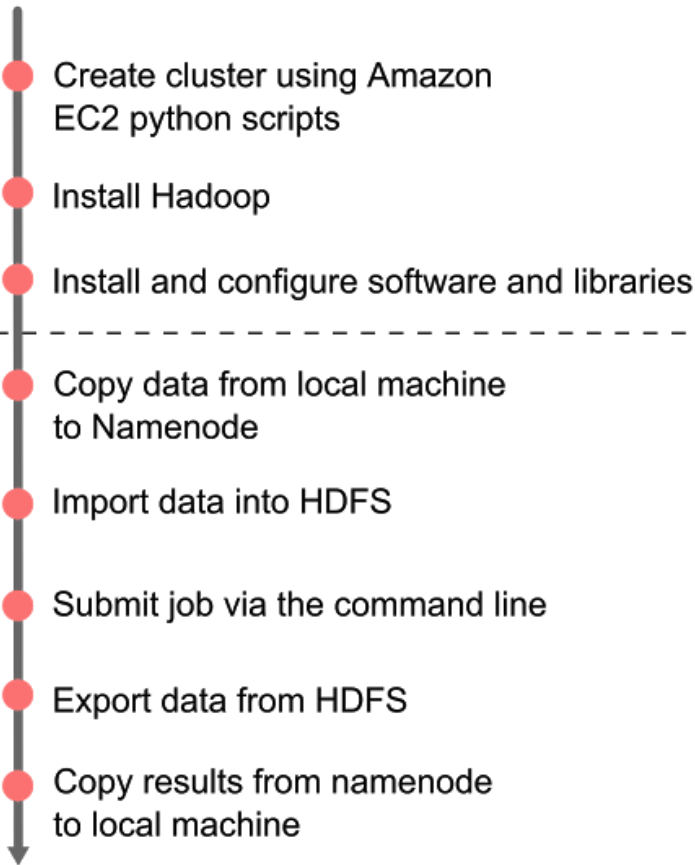 Create cluster using Amazon
EC2 python scripts
Install Hadoop
Install and configure software and libraries
Copy data from local machine
to Namenode
Import data into HDFS
Submit job via the command line
Export data from HDFS
Copy results from namenode
to local machine